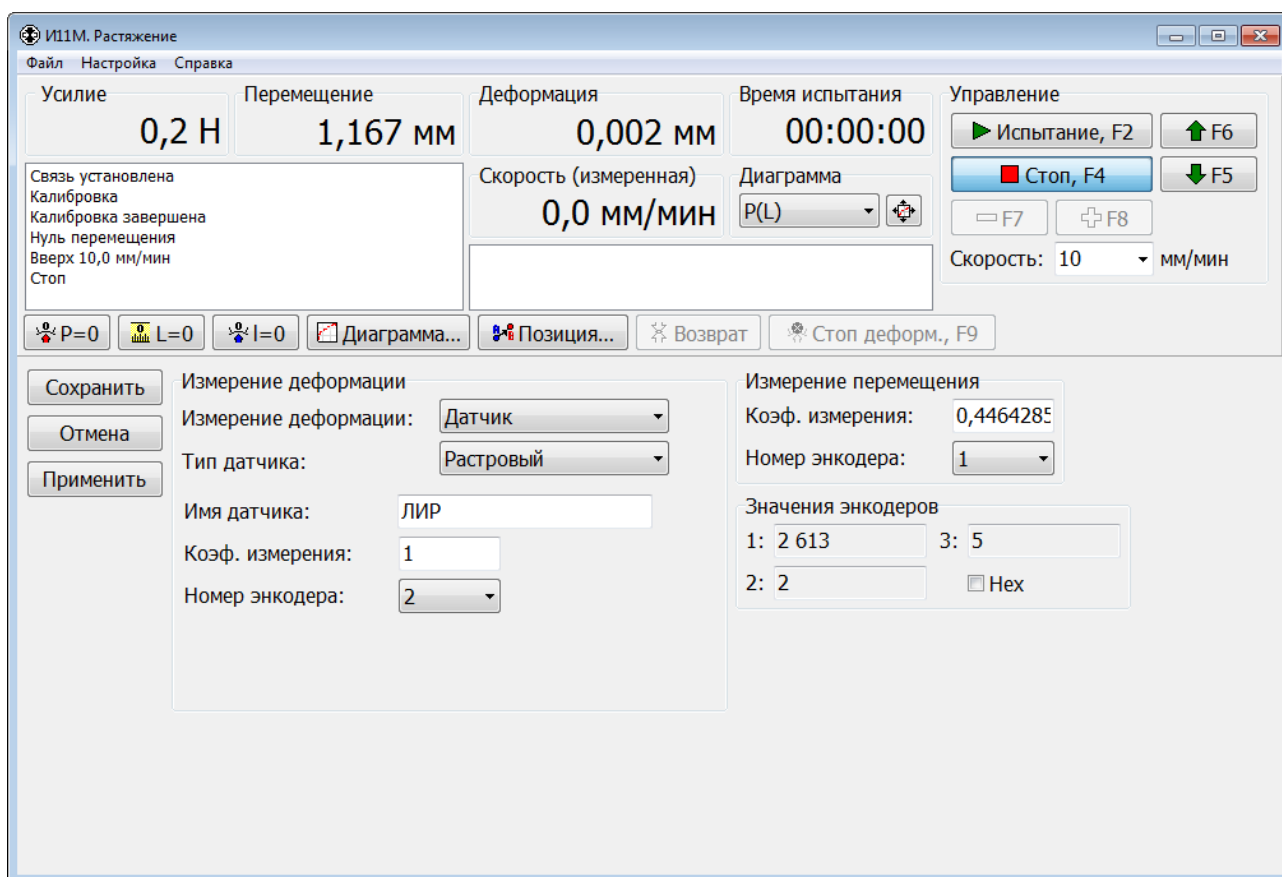 И11М. Растяжение
Файл Настройка Справка
Усилие Перемещение Деформация Время испытания Управление
0,2 Н 1,167 мм 0,002 мм 00:00:00 Испытание, F2 F6
Связь установлена
Калибровка
Калибровка завершена
Нуль перемещения
Вверх 10,0 мм/мин
Стоп
Скорость (измеренная) Диаграмма Стоп, F4 F5
0,0 мм/мин P(L) F7 F8
Скорость: 10 мм/мин
P=0 L=0 l=0 Диаграмма... Позиция... Возврат Стоп деформ., F9
Сохранить
Отмена
Применить
Измерение деформации
Измерение деформации: Датчик
Тип датчика: Растровый
Имя датчика: ЛИР
Коэф. измерения: 1
Номер энкодера: 2
Измерение перемещения
Коэф. измерения: 0,4464285
Номер энкодера: 1
Значения энкодеров
1: 2 613 3: 5
2: 2 Hex